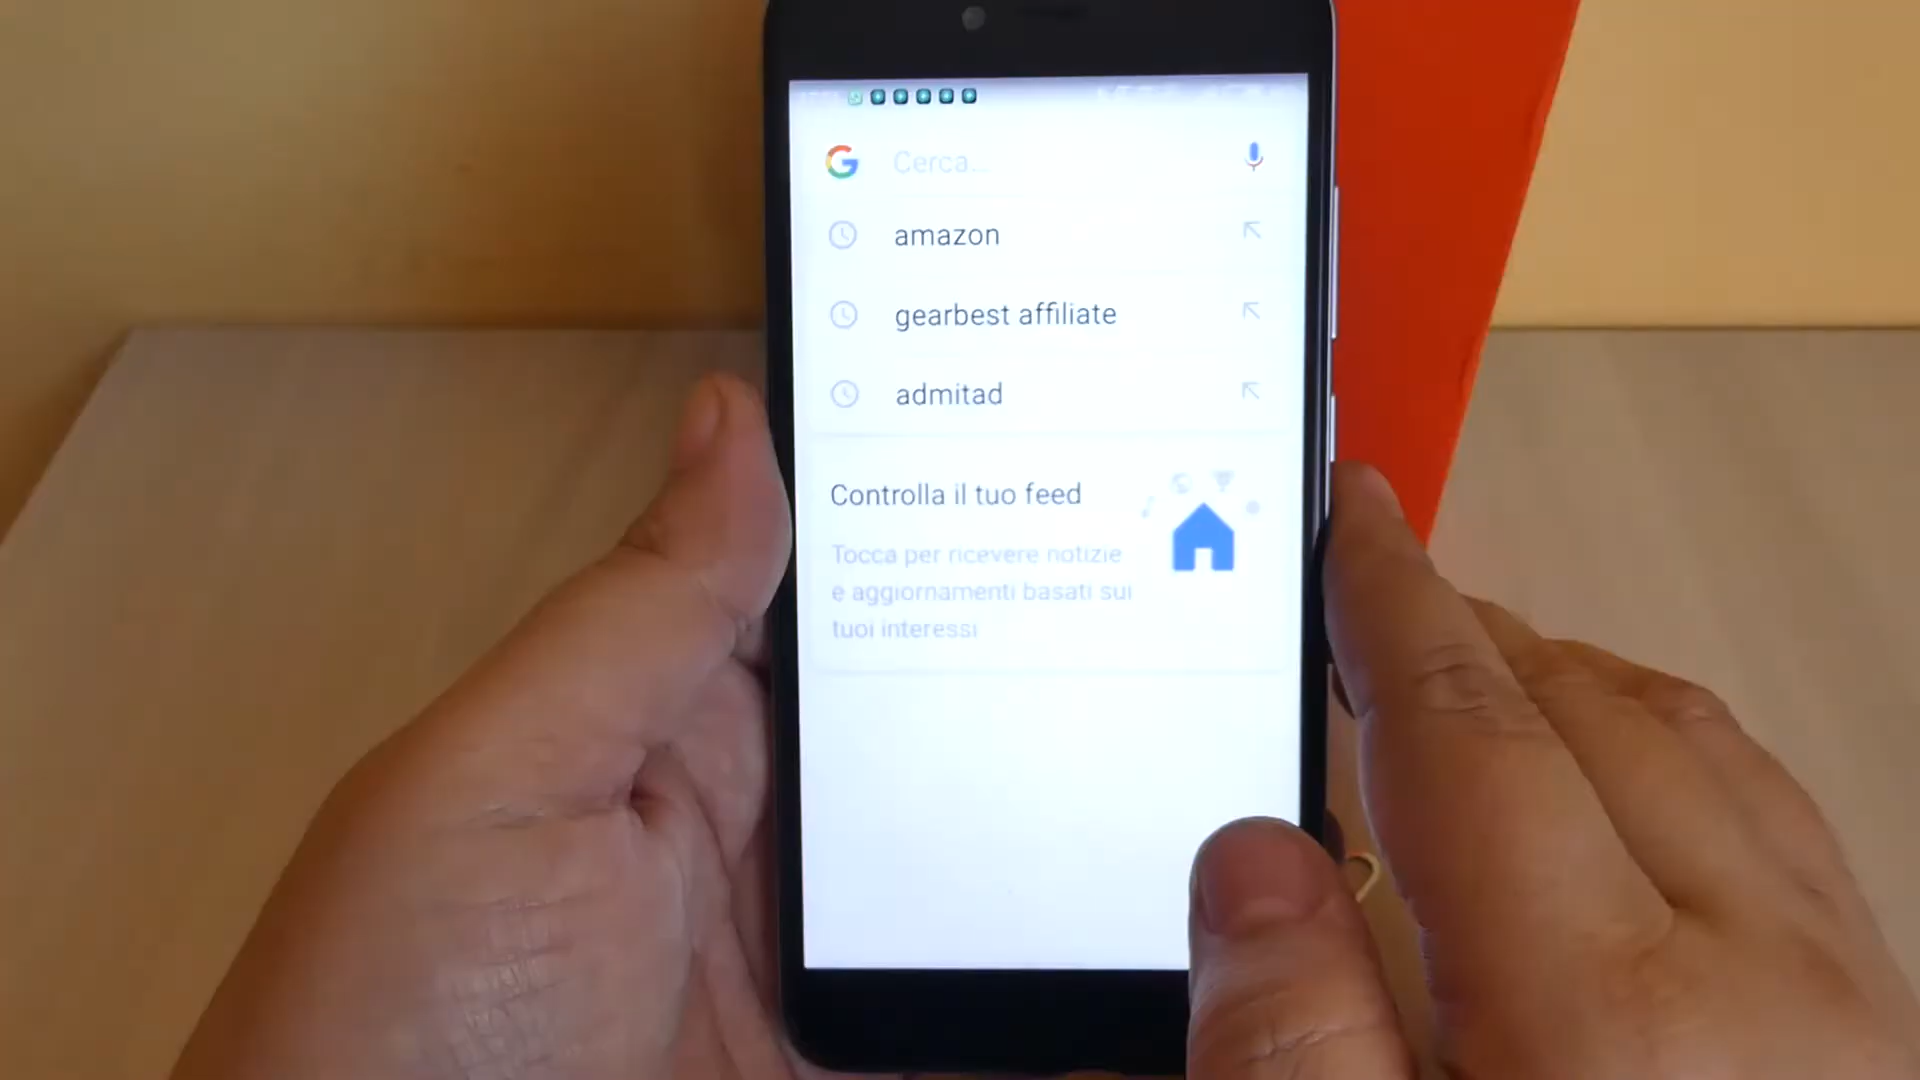 Cerca...
amazon
gearbest affiliate
admitad
Controlla il tuo feed
Tocca per ricevere notizie
e aggiornamenti basati sui
tuoi interessi